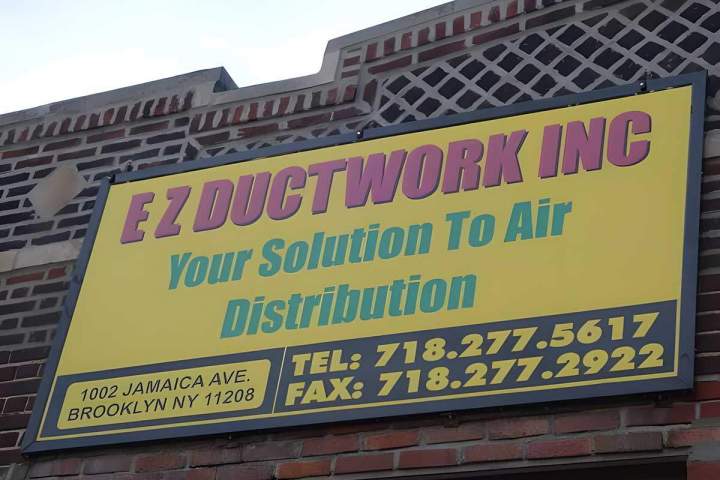 E Z DUCTWORK INC
Your Solution To Air
Distribution
1002 JAMAICA AVE.
BROOKLYN NY 11208
TEL: 718.277.5617
FAX: 718.277.2922